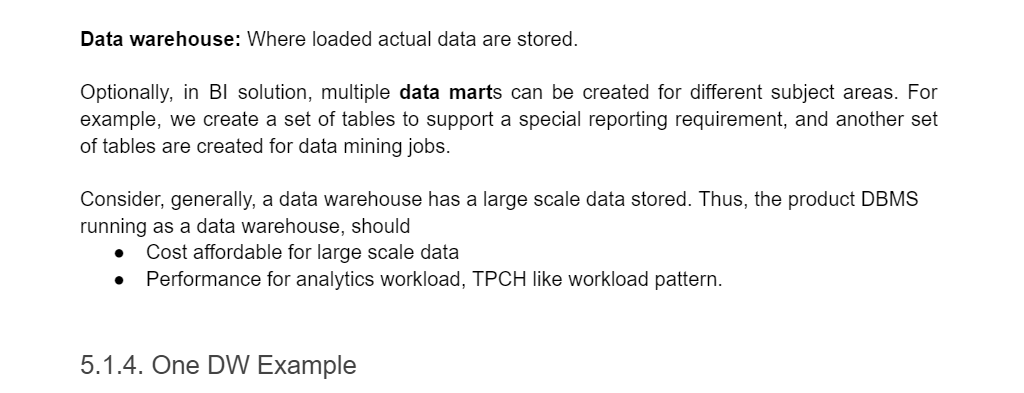 Data warehouse: Where loaded actual data are stored.
Optionally, in BI solution, multiple data marts can be created for different subject areas. For
example, we create a set of tables to support a special reporting requirement, and another set
of tables are created for data mining jobs.
Consider, generally, a data warehouse has a large scale data stored. Thus, the product DBMS
running as a data warehouse, should
● Cost affordable for large scale data
● Performance for analytics workload, TPCH like workload pattern.
5.1.4. One DW Example